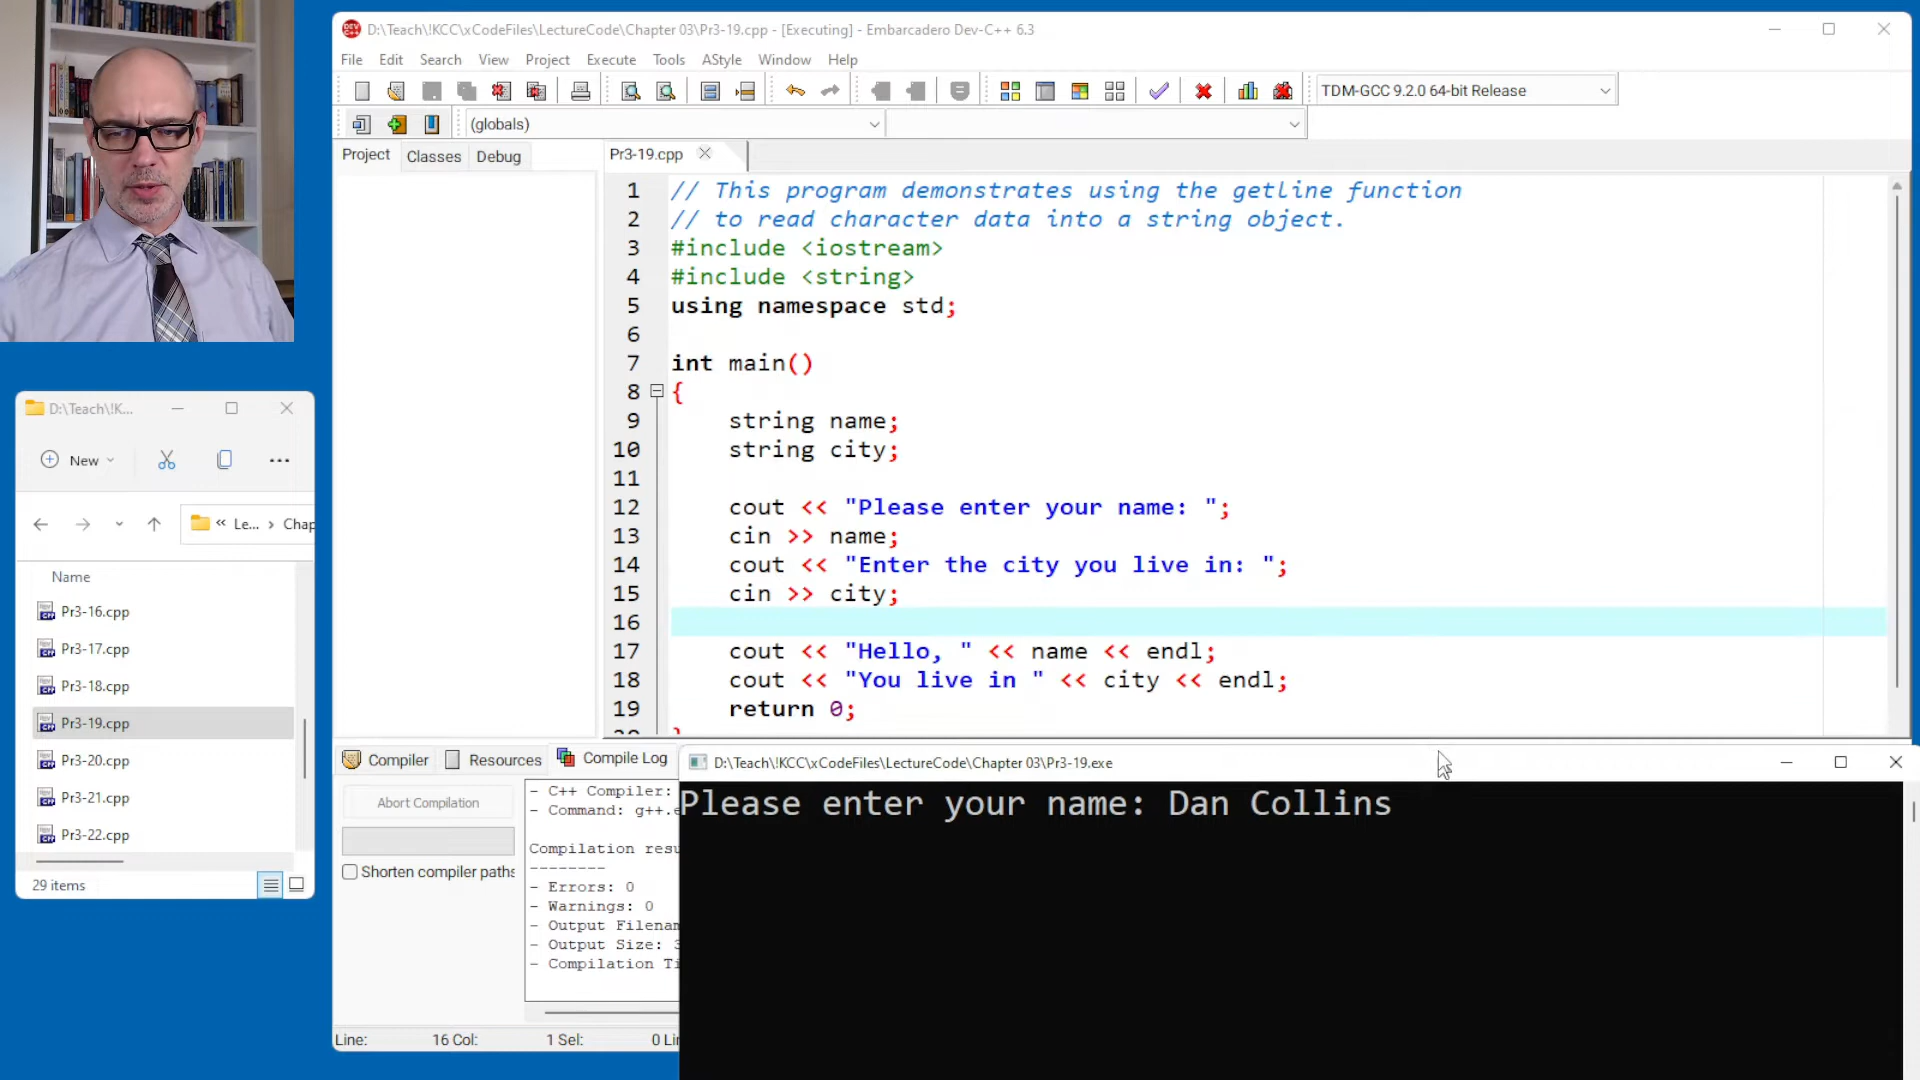 D:\Teach\!KCC\xCodeFiles\LectureCode\Chapter 03\Pr3-19.cpp - [Executing] - Embarcadero Dev-C++ 6.3
File Edit Search View Project Execute Tools AStyle Window Help
TDM-GCC 9.2.0 64-bit Release
(globals)
Project Classes Debug
Pr3-19.cpp
1 // This program demonstrates using the getline function
2 // to read character data into a string object.
3 #include <iostream>
4 #include <string>
5 using namespace std;
6
7 int main()
8 {
9 string name;
10 string city;
11
12 cout << "Please enter your name: ";
13 cin >> name;
14 cout << "Enter the city you live in: ";
15 cin >> city;
16
17 cout << "Hello, " << name << endl;
18 cout << "You live in " << city << endl;
19 return 0;
D:\Teach\!K...
New
« Le... > Chap
Name
Pr3-16.cpp
Pr3-17.cpp
Pr3-18.cpp
Pr3-19.cpp
Pr3-20.cpp
Pr3-21.cpp
Pr3-22.cpp
29 items
Compiler Resources Compile Log
Abort Compilation
Shorten compiler paths
- C++ Compiler:
- Command: g++.e
Compilation resu
--------
- Errors: 0
- Warnings: 0
- Output Filenam
- Output Size: 3
- Compilation Ti
Line: 16 Col: 1 Sel: 0 Li
D:\Teach\!KCC\xCodeFiles\LectureCode\Chapter 03\Pr3-19.exe
Please enter your name: Dan Collins